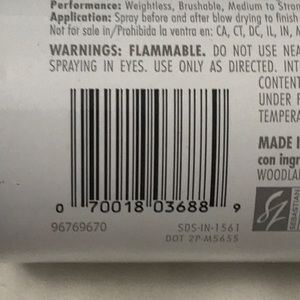 Performance: Weightless, Brushable, Medium to Stron
Application: Spray before and after blow drying to finish
Not for sale in/Prohibida la venta en: CA, CT, DC, IL, IN, M
WARNINGS: FLAMMABLE. DO NOT USE NEA
SPRAYING IN EYES. USE ONLY AS DIRECTED. INT
CONTENT
UNDER P
TEMPERA
MADE I
con ingr
WOODLAN
0 70018 03688 9
96769670
SDS-IN-1561
DOT 2P-M5655
SEBASTIAN